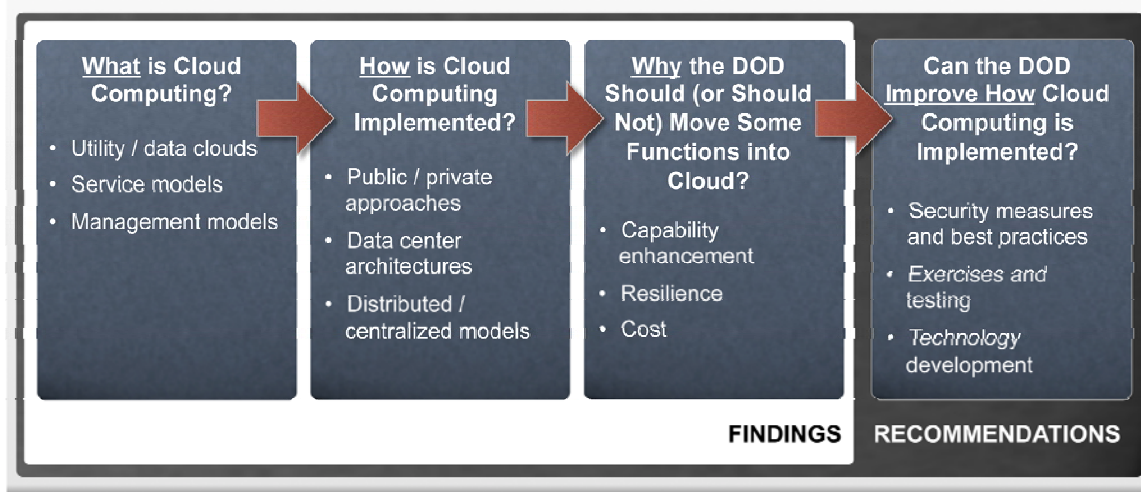 What is Cloud
Computing?
• Utility / data clouds
• Service models
• Management models
How is Cloud
Computing
Implemented?
• Public / private
approaches
• Data center
architectures
• Distributed /
centralized models
Why the DOD
Should (or Should
Not) Move Some
Functions into
Cloud?
• Capability
enhancement
• Resilience
• Cost
FINDINGS
Can the DOD
Improve How Cloud
Computing is
Implemented?
• Security measures
and best practices
• Exercises and
testing
• Technology
development
RECOMMENDATIONS